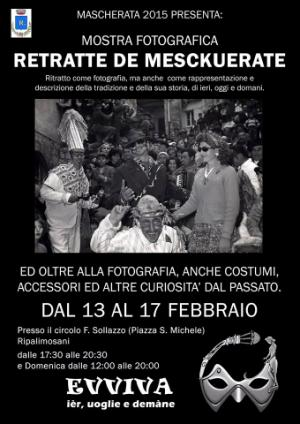 MASCHERATA 2015 PRESENTA:
MOSTRA FOTOGRAFICA
RETRATTE DE MESCKUERATE
Ritratto come fotografia, ma anche come rappresentazione e
descrizione della tradizione e della sua storia, di ieri, oggi e domani.
ED OLTRE ALLA FOTOGRAFIA, ANCHE COSTUMI,
ACCESSORI ED ALTRE CURIOSITA' DAL PASSATO.
DAL 13 AL 17 FEBBRAIO
Presso il circolo F. Sollazzo (Piazza S. Michele)
Ripalimosani
dalle 17:30 alle 20:30
e Domenica dalle 12:00 alle 20:00
EVVIVA
ièr, uoglie e demàne